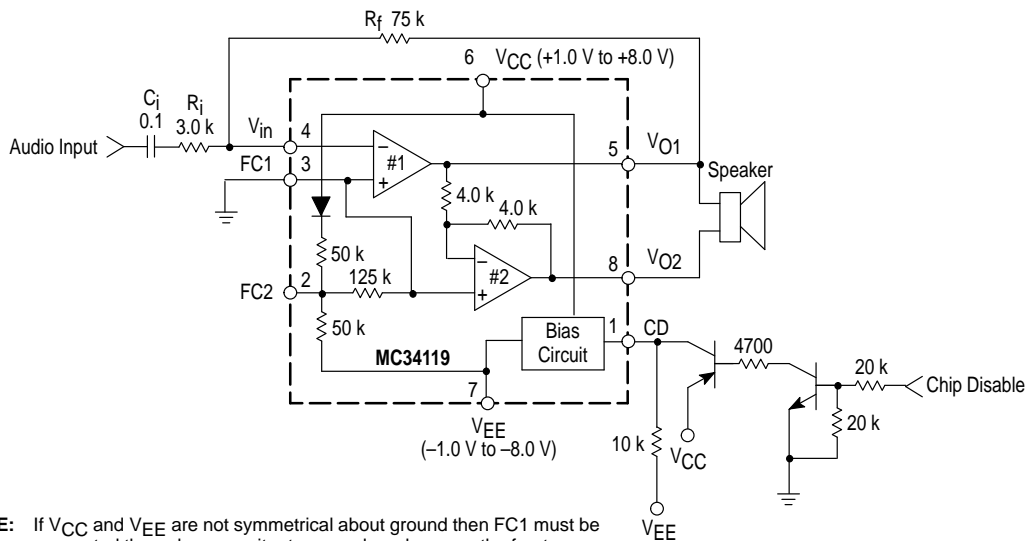 Rf 75 k
6 VCC (+1.0 V to +8.0 V)
Ci
0.1
Ri
3.0 k
Vin
4
Audio Input
FC1
3
–
#1
+
5
VO1
Speaker
4.0 k
4.0 k
50 k
2
125 k
FC2
–
#2
+
8
VO2
50 k
Bias
Circuit
1
CD
MC34119
7
VEE
(–1.0 V to –8.0 V)
4700
20 k
Chip Disable
20 k
10 k
VCC
VEE
E: If VCC and VEE are not symmetrical about ground then FC1 must be